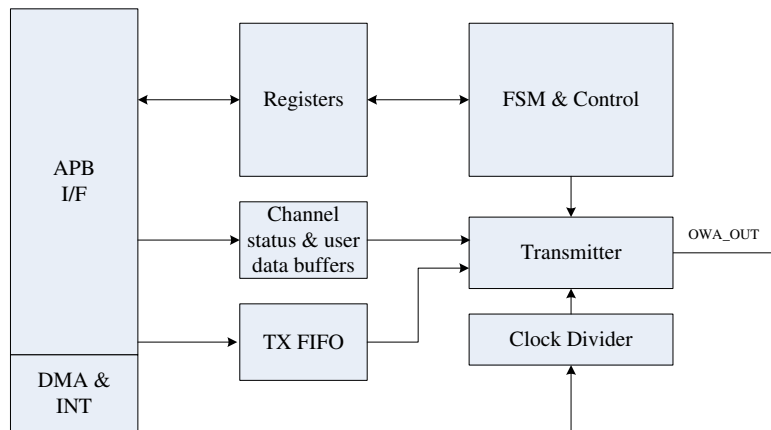 APB
I/F
DMA &
INT
Registers
Channel
status & user
data buffers
TX FIFO
FSM & Control
Transmitter
Clock Divider
OWA_OUT